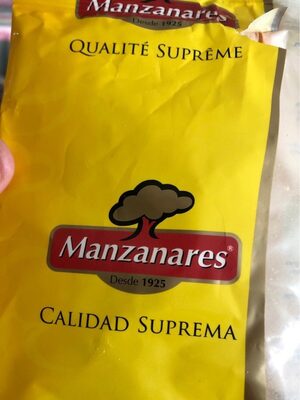 Manzanares
Desde 1925
QUALITÉ SUPRÊME
Manzanares®
Desde 1925
CALIDAD SUPREMA